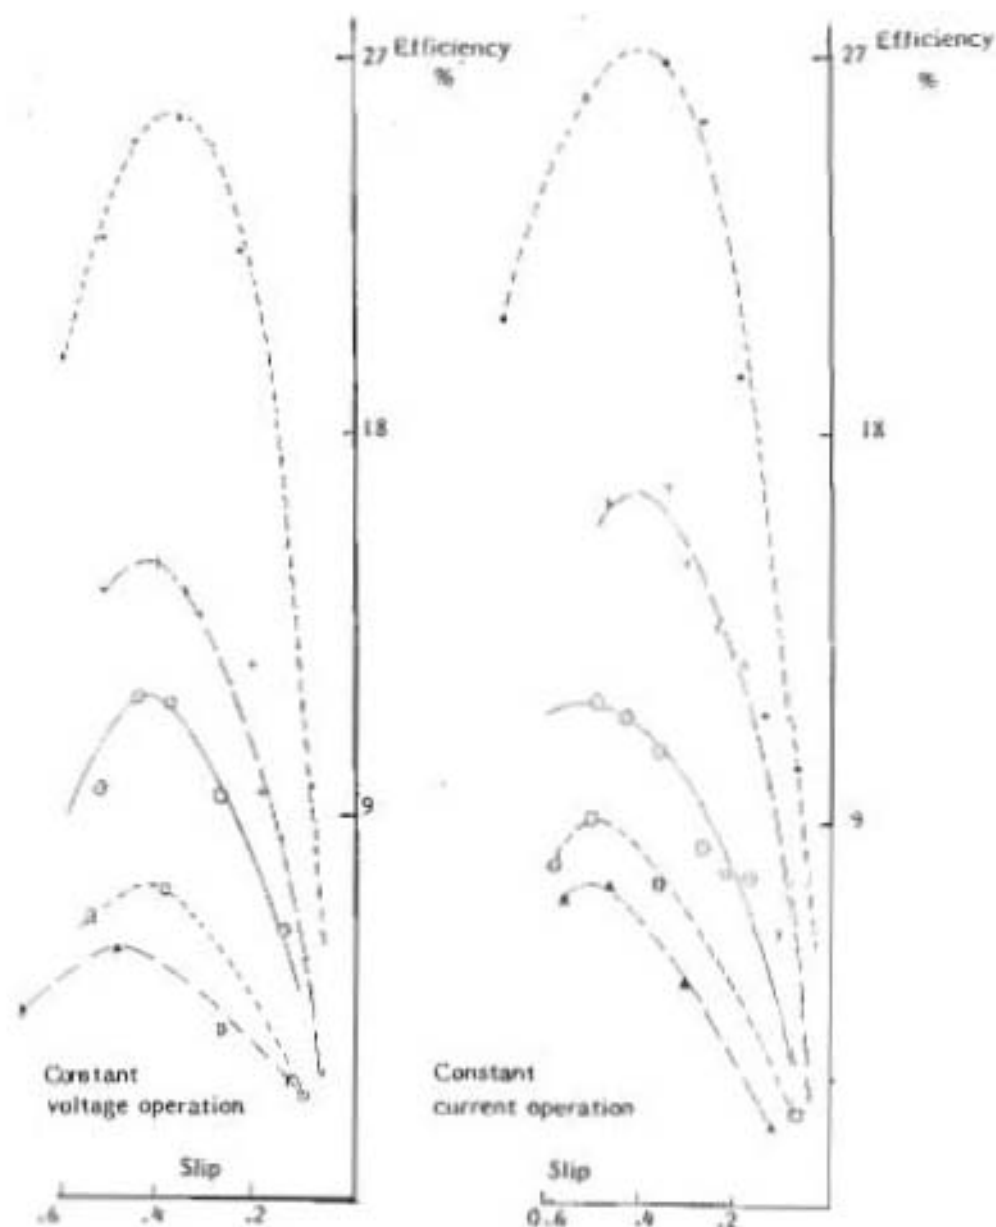 27 Efficiency
%
18
9
Constant
voltage operation
Slip
.6 .4 .2
27 Efficiency
%
18
9
Constant
current operation
Slip
0.6 .4 .2